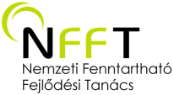 NFFT
Nemzeti Fenntartható
Fejlődési Tanács